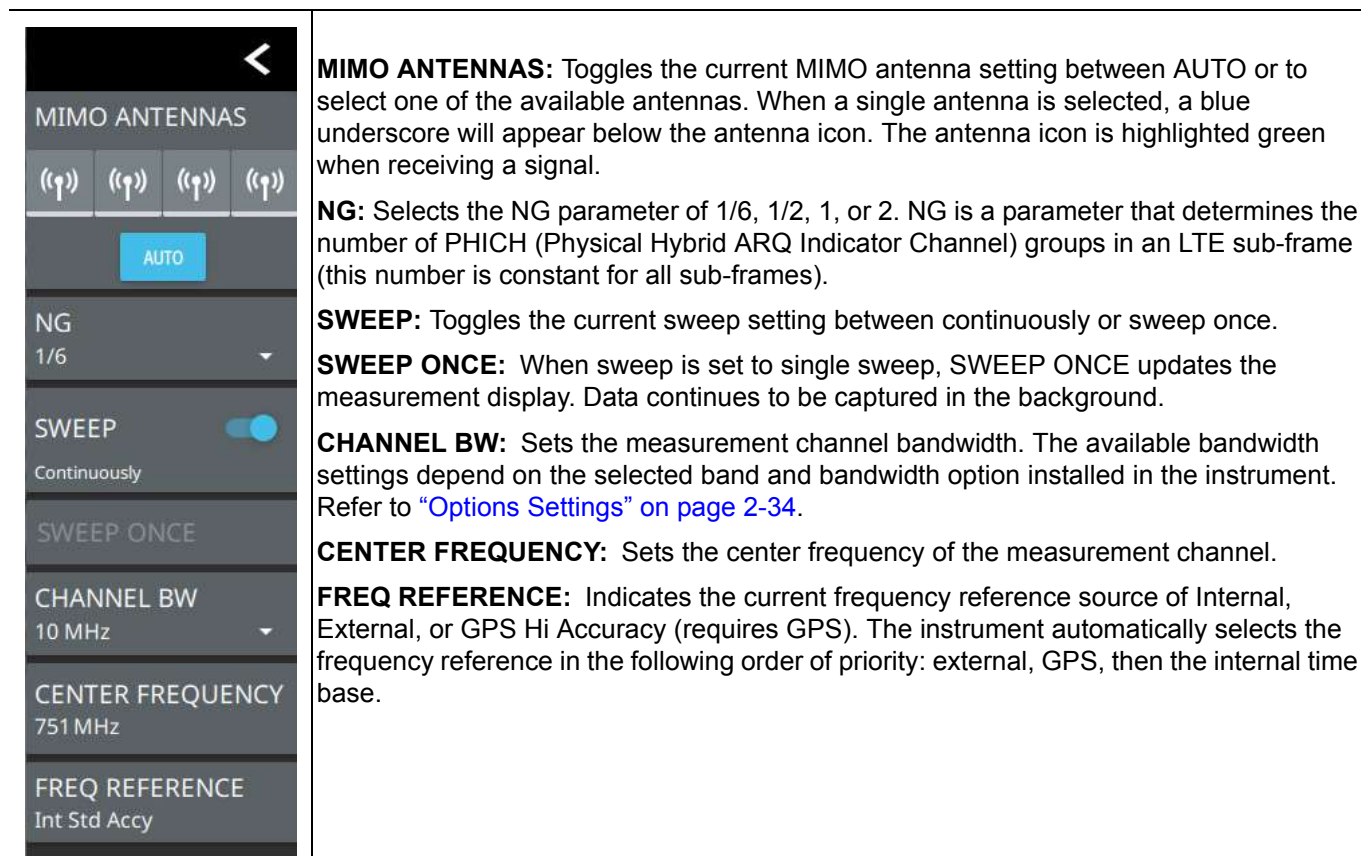 MIMO ANTENNAS
AUTO
NG
1/6
SWEEP
Continuously
SWEEP ONCE
CHANNEL BW
10 MHz
CENTER FREQUENCY
751 MHz
FREQ REFERENCE
Int Std Accy
MIMO ANTENNAS: Toggles the current MIMO antenna setting between AUTO or to
select one of the available antennas. When a single antenna is selected, a blue
underscore will appear below the antenna icon. The antenna icon is highlighted green
when receiving a signal.
NG: Selects the NG parameter of 1/6, 1/2, 1, or 2. NG is a parameter that determines the
number of PHICH (Physical Hybrid ARQ Indicator Channel) groups in an LTE sub-frame
(this number is constant for all sub-frames).
SWEEP: Toggles the current sweep setting between continuously or sweep once.
SWEEP ONCE: When sweep is set to single sweep, SWEEP ONCE updates the
measurement display. Data continues to be captured in the background.
CHANNEL BW: Sets the measurement channel bandwidth. The available bandwidth
settings depend on the selected band and bandwidth option installed in the instrument.
Refer to “Options Settings” on page 2-34.
CENTER FREQUENCY: Sets the center frequency of the measurement channel.
FREQ REFERENCE: Indicates the current frequency reference source of Internal,
External, or GPS Hi Accuracy (requires GPS). The instrument automatically selects the
frequency reference in the following order of priority: external, GPS, then the internal time
base.